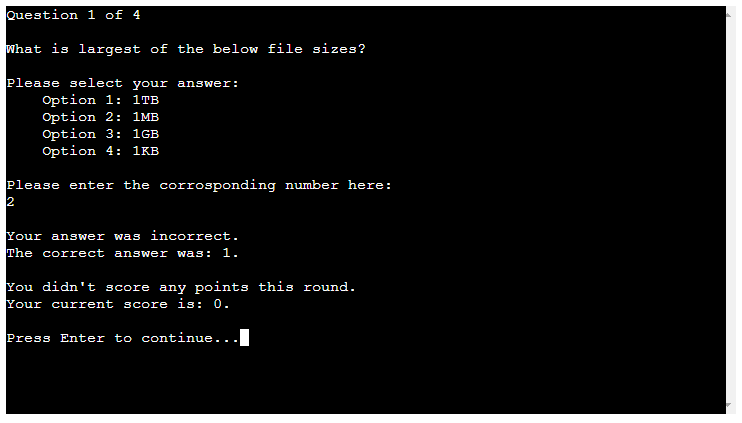 Question 1 of 4
What is largest of the below file sizes?
Please select your answer:
Option 1: 1TB
Option 2: 1MB
Option 3: 1GB
Option 4: 1KB
Please enter the corrosponding number here:
2
Your answer was incorrect.
The correct answer was: 1.
You didn't score any points this round.
Your current score is: 0.
Press Enter to continue...